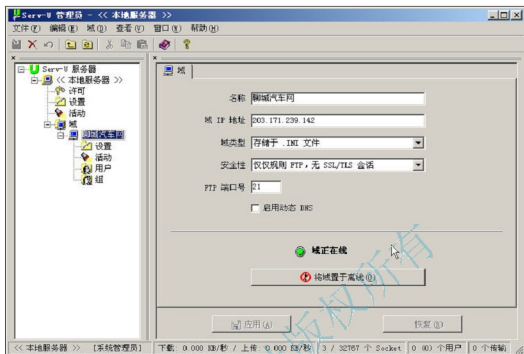 Serv-U 管理员 - << 本地服务器 >>
文件(F) 编辑(E) 域(D) 查看(V) 窗口(W) 帮助(H)
Serv-U 服务器
<< 本地服务器 >>
许可
设置
活动
域
聊城汽车网
设置
活动
用户
组
域
名称 聊城汽车网
域 IP 地址 203.171.239.142
域类型 存储于 .INI 文件
安全性 仅仅规则 FTP，无 SSL/TLS 会话
FTP 端口号 21
启用动态 DNS
域正在线
将域置于离线(O)
应用(A)
恢复(R)
版权所有
<< 本地服务器 >> [系统管理员] 下载: 0.000 KB/秒 / 上传: 0.000 KB/秒 3 / 32767 个 Socket 0 (0) 个用户 0 个传输